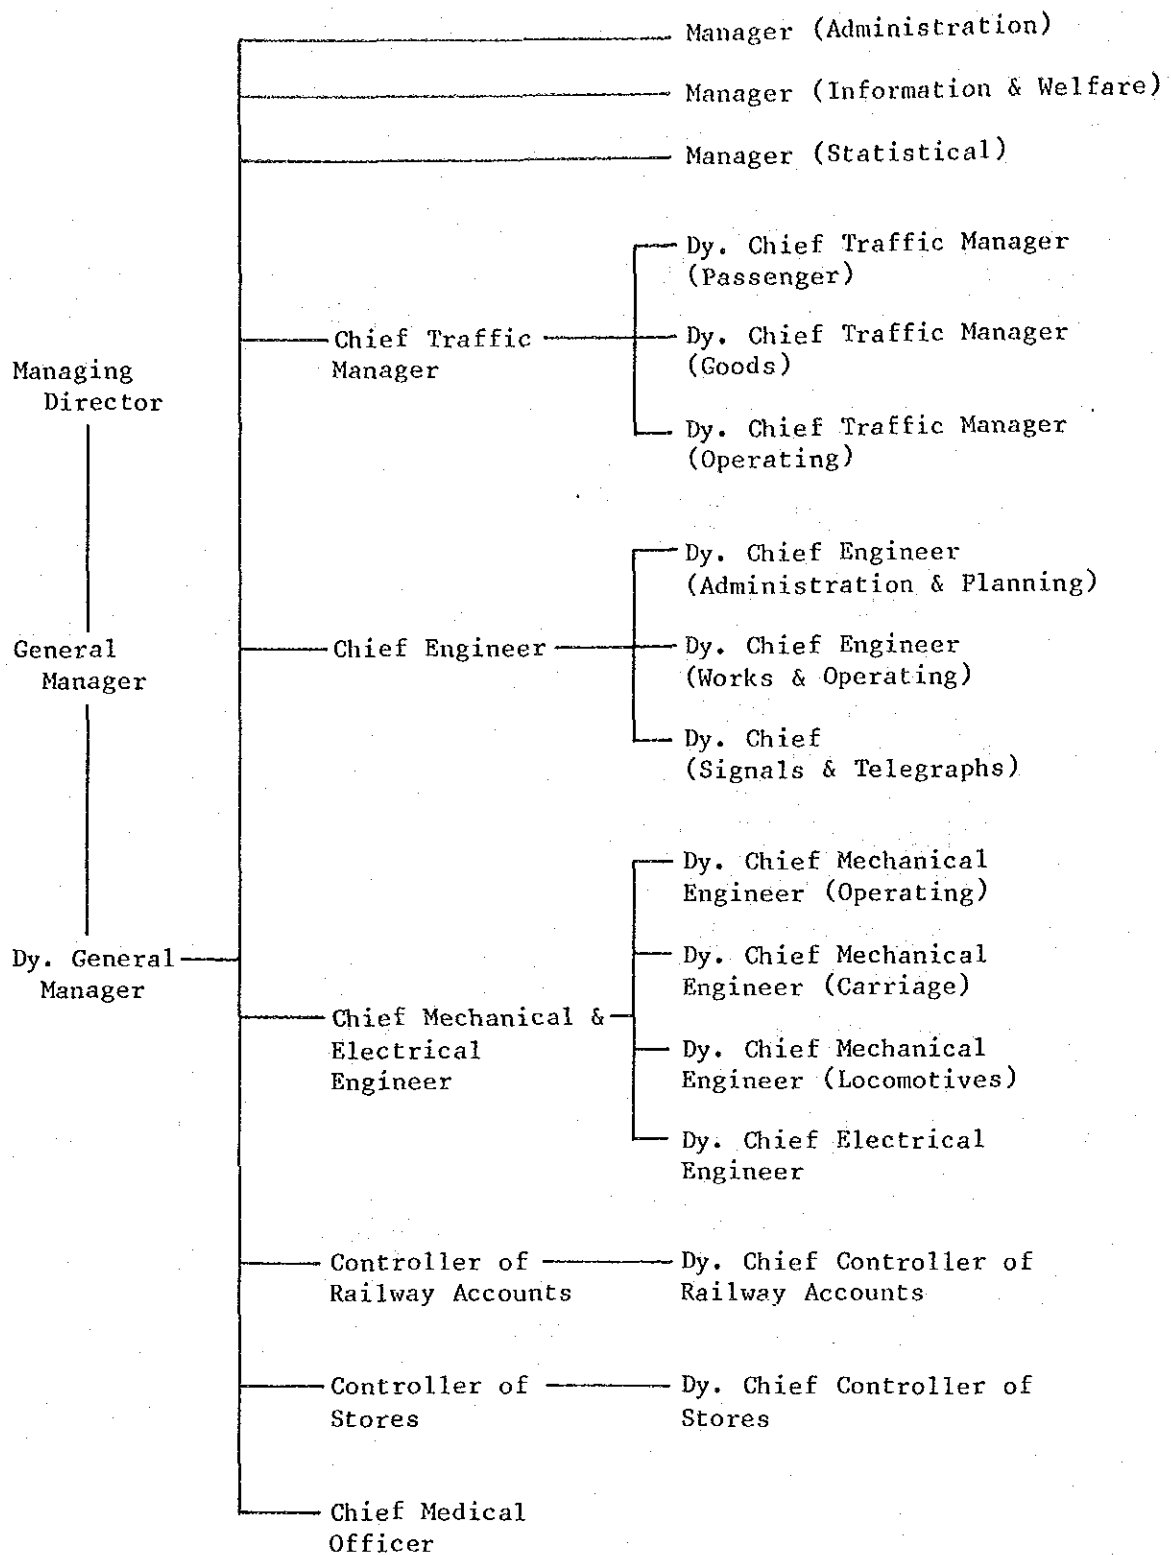 Manager (Administration)
Manager (Information & Welfare)
Manager (Statistical)
Dy. Chief Traffic Manager
(Passenger)
Chief Traffic
Manager
Dy. Chief Traffic Manager
(Goods)
Dy. Chief Traffic Manager
(Operating)
Managing
Director
Dy. Chief Engineer
(Administration & Planning)
General
Manager
Chief Engineer
Dy. Chief Engineer
(Works & Operating)
Dy. Chief
(Signals & Telegraphs)
Dy. Chief Mechanical
Engineer (Operating)
Dy. General
Manager
Dy. Chief Mechanical
Engineer (Carriage)
Chief Mechanical &
Electrical
Engineer
Dy. Chief Mechanical
Engineer (Locomotives)
Dy. Chief Electrical
Engineer
Controller of
Railway Accounts
Dy. Chief Controller of
Railway Accounts
Controller of
Stores
Dy. Chief Controller of
Stores
Chief Medical
Officer